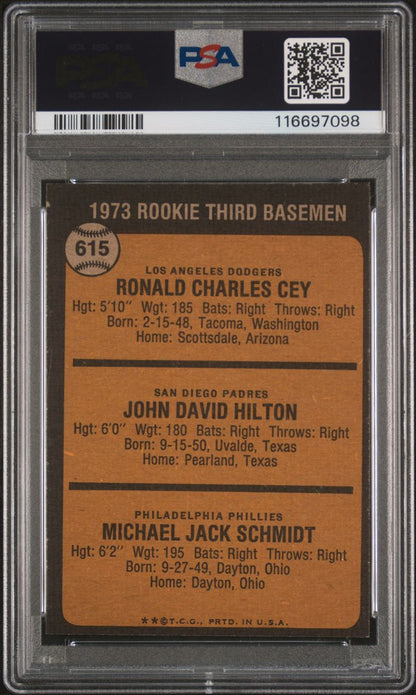 PSA
116697098
1973 ROOKIE THIRD BASEMEN
615
LOS ANGELES DODGERS
RONALD CHARLES CEY
Hgt: 5'10" Wgt: 185 Bats: Right Throws: Right
Born: 2-15-48, Tacoma, Washington
Home: Scottsdale, Arizona
SAN DIEGO PADRES
JOHN DAVID HILTON
Hgt: 6'0" Wgt: 180 Bats: Right Throws: Right
Born: 9-15-50, Uvalde, Texas
Home: Pearland, Texas
PHILADELPHIA PHILLIES
MICHAEL JACK SCHMIDT
Hgt: 6'2" Wgt: 195 Bats: Right Throws: Right
Born: 9-27-49, Dayton, Ohio
Home: Dayton, Ohio
**©T.C.G., PRTD. IN U.S.A.